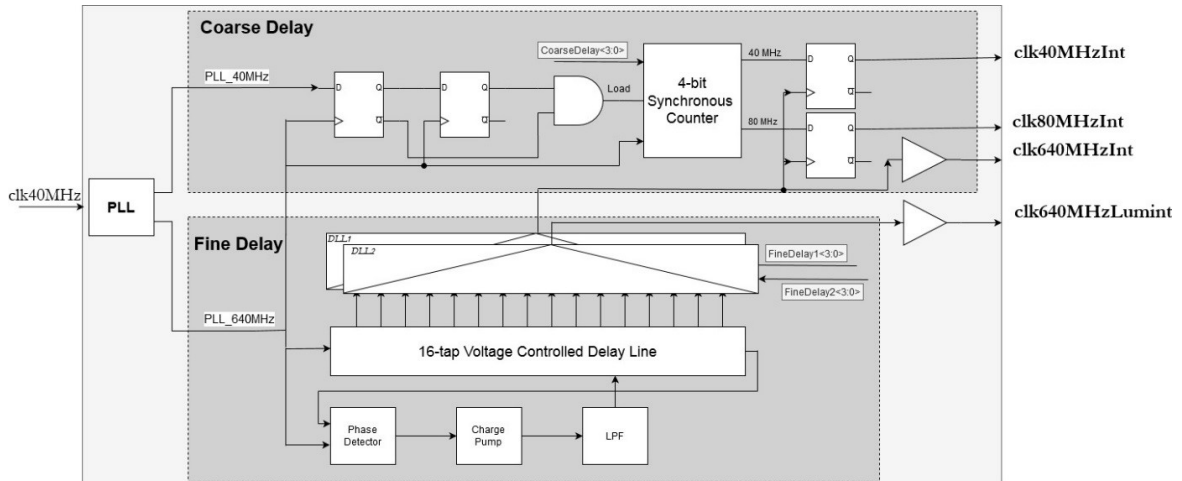 Coarse Delay
CoarseDelay<3:0>
40 MHz
clk40MHzInt
PLL_40MHz
D Q
Q
D Q
Q
Load
4-bit
Synchronous
Counter
D Q
Q
80 MHz
D Q
Q
clk80MHzInt
clk640MHzInt
clk40MHz
PLL
clk640MHzLumint
Fine Delay
DLL1
DLL2
FineDelay1<3:0>
FineDelay2<3:0>
PLL_640MHz
16-tap Voltage Controlled Delay Line
Phase
Detector
Charge
Pump
LPF